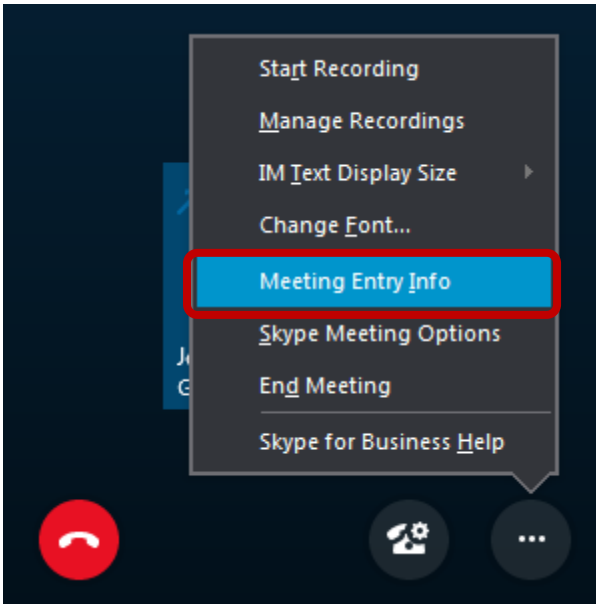 Start Recording
Manage Recordings
IM Text Display Size
Change Font...
Meeting Entry Info
Skype Meeting Options
End Meeting
Skype for Business Help